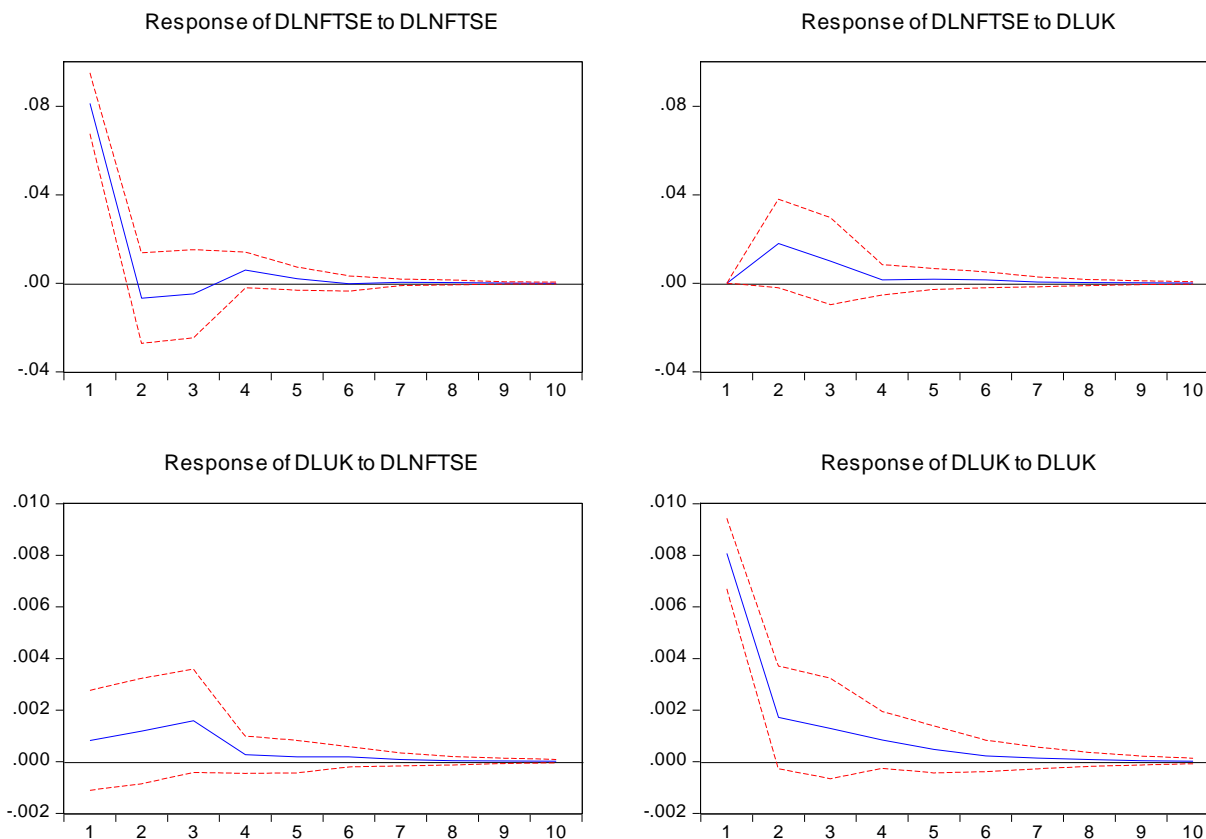 Response of DLNFTSE to DLNFTSE
.08
.04
.00
-.04
1 2 3 4 5 6 7 8 9 10
Response of DLNFTSE to DLUK
.08
.04
.00
-.04
1 2 3 4 5 6 7 8 9 10
Response of DLUK to DLNFTSE
.010
.008
.006
.004
.002
.000
-.002
1 2 3 4 5 6 7 8 9 10
Response of DLUK to DLUK
.010
.008
.006
.004
.002
.000
-.002
1 2 3 4 5 6 7 8 9 10